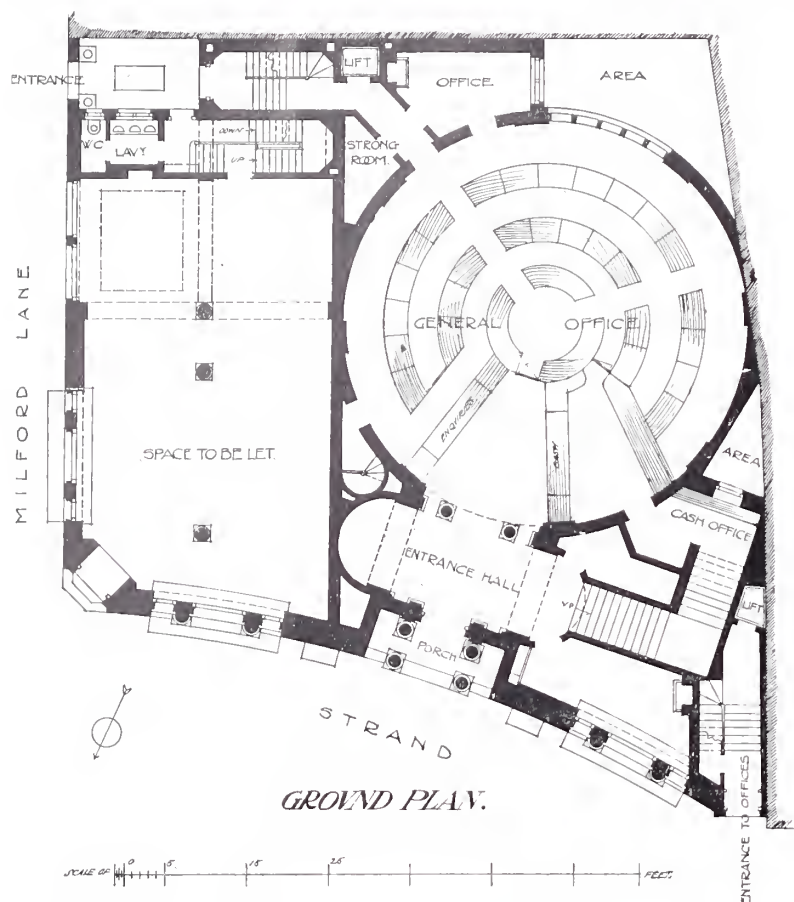 ENTRANCE
LIFT
OFFICE
AREA
WC
LAVY
DOWN
UP
STRONG
ROOM.
MILFORD LANE
GENERAL OFFICE
ENQUIRIES
CASH
SPACE TO BE LET.
AREA
CASH OFFICE
ENTRANCE HALL
UP
LIFT
PORCH
STRAND
ENTRANCE TO OFFICES
GROVND PLAN.
SCALE OF
0 5. 15 25
FEET.